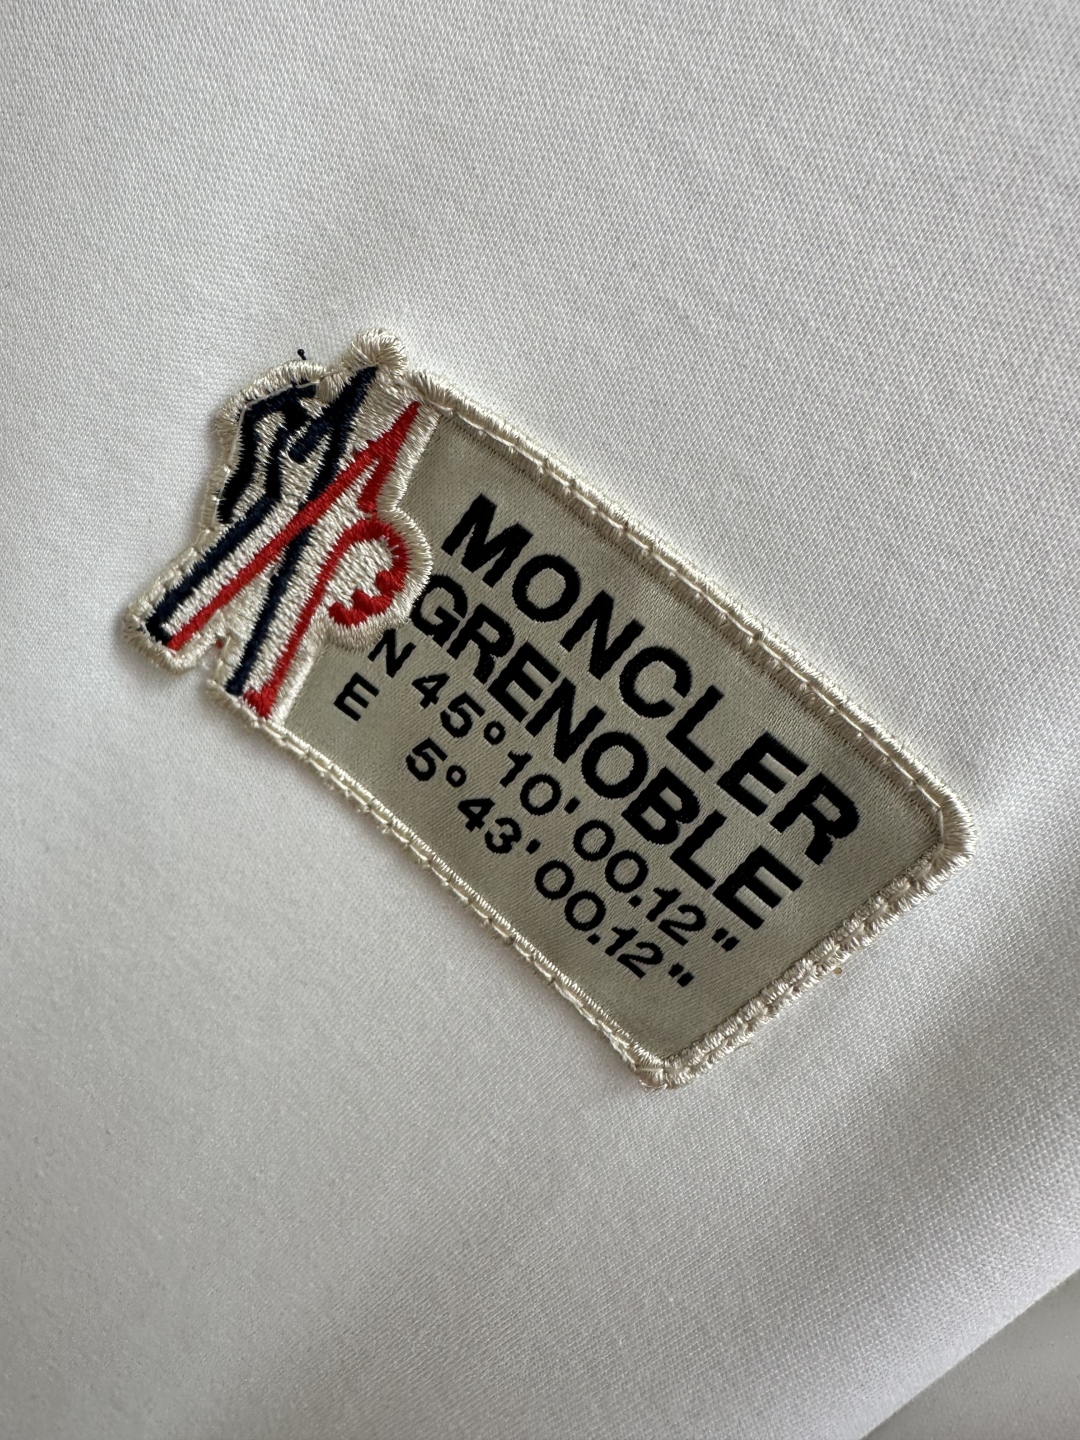 MONCLER
GRENOBLE
N 45°10'00.12"
E 5°43'00.12"